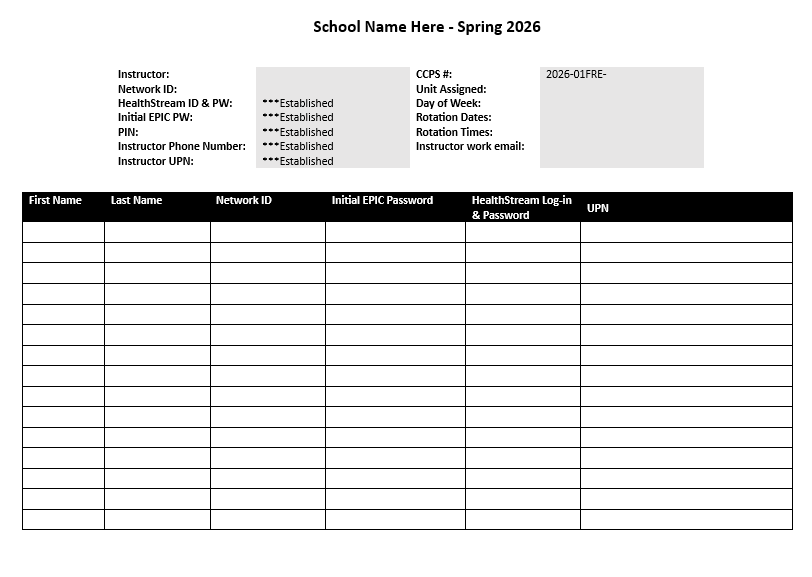 School Name Here - Spring 2026
Instructor: CCPS #: 2026-01FRE-
Network ID: Unit Assigned:
HealthStream ID & PW: ***Established Day of Week:
Initial EPIC PW: ***Established Rotation Dates:
PIN: ***Established Rotation Times:
Instructor Phone Number: ***Established Instructor work email:
Instructor UPN: ***Established
First Name Last Name Network ID Initial EPIC Password HealthStream Log-in
& Password UPN